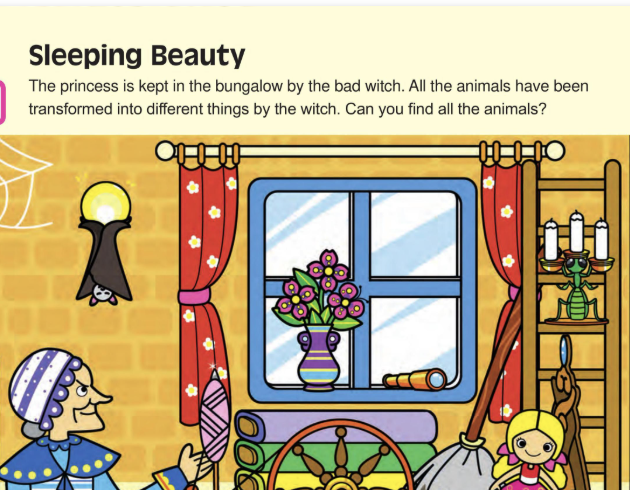 Sleeping Beauty
The princess is kept in the bungalow by the bad witch. All the animals have been
transformed into different things by the witch. Can you find all the animals?